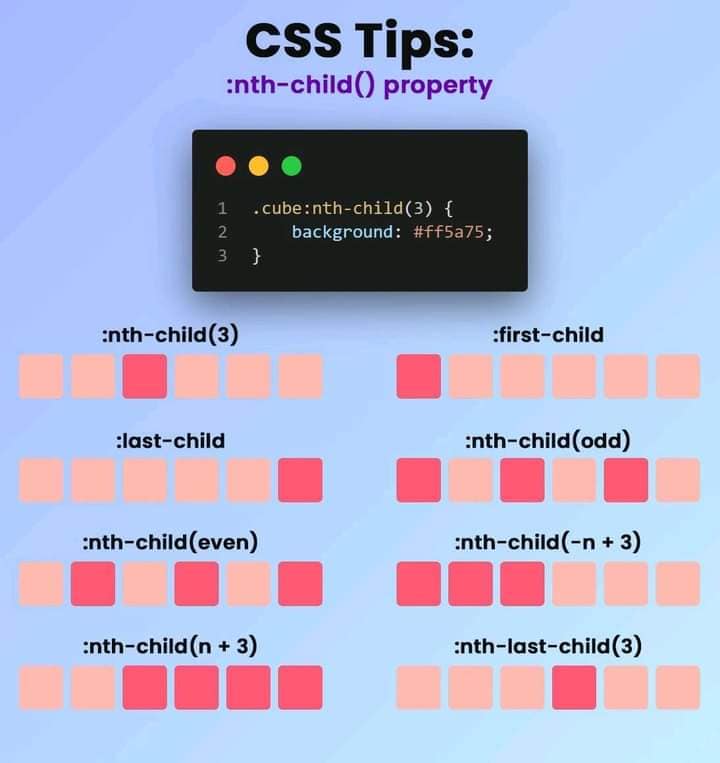 CSS Tips:
:nth-child() property
1 .cube:nth-child(3) {
2     background: #ff5a75;
3 }
:nth-child(3)
:first-child
:last-child
:nth-child(odd)
:nth-child(even)
:nth-child(-n + 3)
:nth-child(n + 3)
:nth-last-child(3)